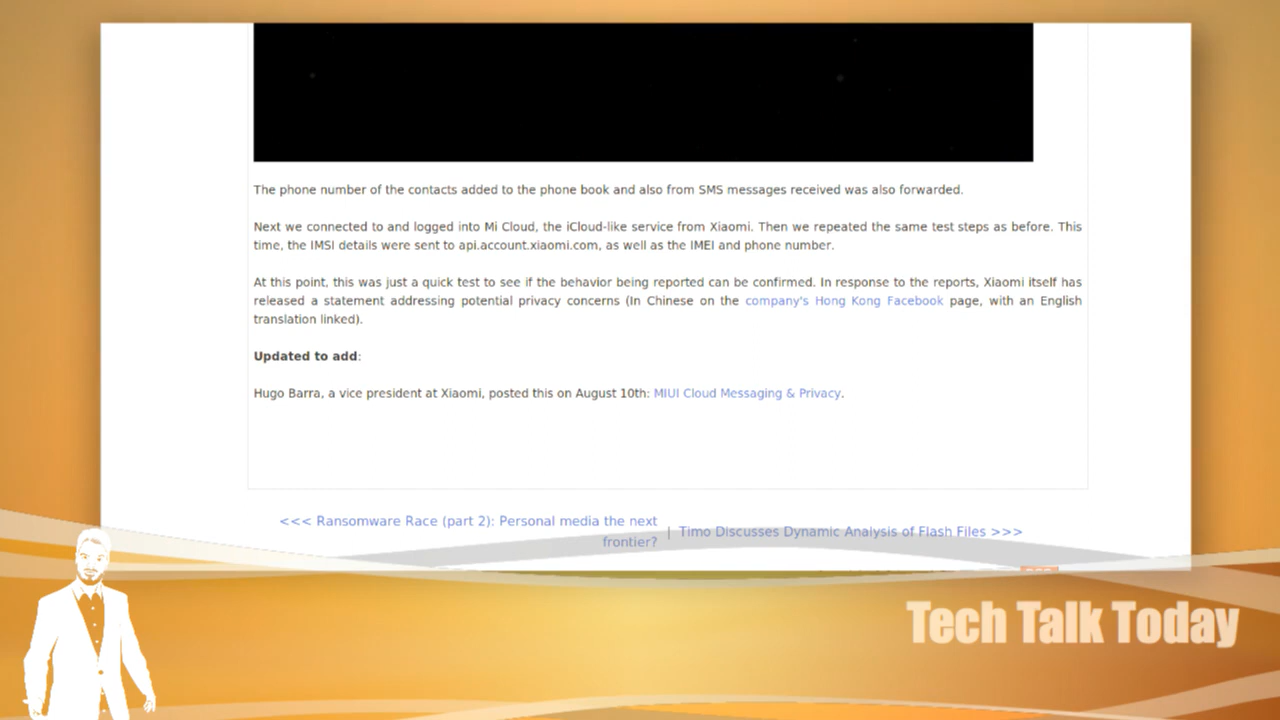 The phone number of the contacts added to the phone book and also from SMS messages received was also forwarded.
Next we connected to and logged into Mi Cloud, the iCloud-like service from Xiaomi. Then we repeated the same test steps as before. This
time, the IMSI details were sent to api.account.xiaomi.com, as well as the IMEI and phone number.
At this point, this was just a quick test to see if the behavior being reported can be confirmed. In response to the reports, Xiaomi itself has
released a statement addressing potential privacy concerns (In Chinese on the company's Hong Kong Facebook page, with an English
translation linked).
Updated to add:
Hugo Barra, a vice president at Xiaomi, posted this on August 10th: MIUI Cloud Messaging & Privacy.
<<< Ransomware Race (part 2): Personal media the next
frontier? | Timo Discusses Dynamic Analysis of Flash Files >>>
Tech Talk Today